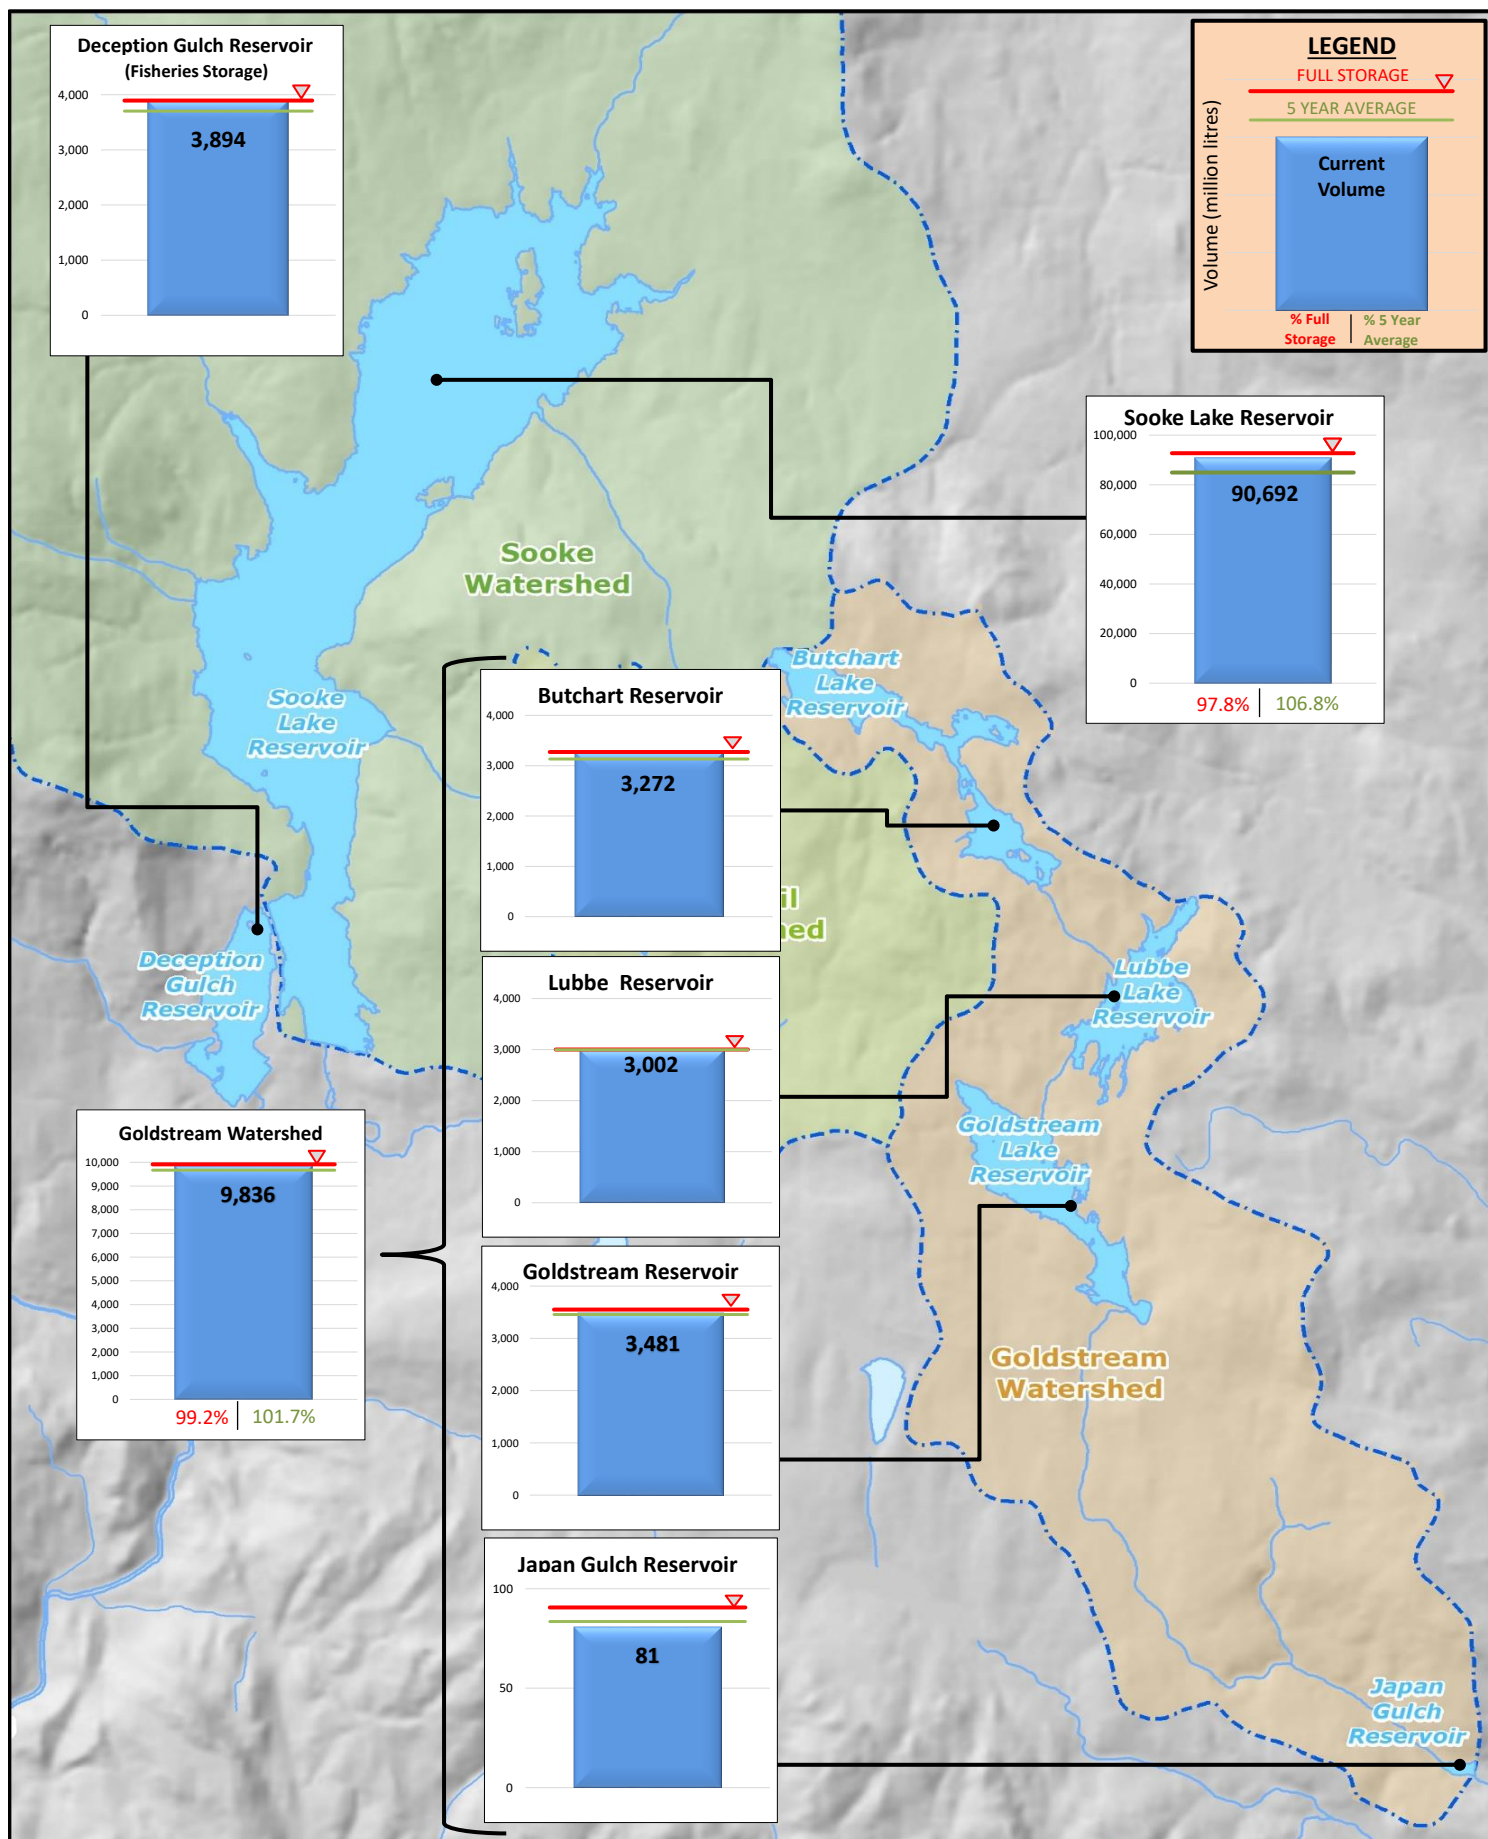 Deception Gulch Reservoir
(Fisheries Storage)
4,000
3,000
2,000
1,000
0
3,894
LEGEND
FULL STORAGE
5 YEAR AVERAGE
Volume (million litres)
Current
Volume
% Full
Storage
% 5 Year
Average
Sooke Lake Reservoir
100,000
80,000
60,000
40,000
20,000
0
90,692
97.8%
106.8%
Sooke
Watershed
Sooke
Lake
Reservoir
Butchart
Lake
Reservoir
Butchart Reservoir
4,000
3,000
2,000
1,000
0
3,272
il
ned
Deception
Gulch
Reservoir
Lubbe
Lake
Reservoir
Lubbe Reservoir
4,000
3,000
2,000
1,000
0
3,002
Goldstream
Lake
Reservoir
Goldstream Watershed
10,000
9,000
8,000
7,000
6,000
5,000
4,000
3,000
2,000
1,000
0
9,836
99.2%
101.7%
Goldstream Reservoir
4,000
3,000
2,000
1,000
0
3,481
Goldstream
Watershed
Japan Gulch Reservoir
100
50
0
81
Japan
Gulch
Reservoir